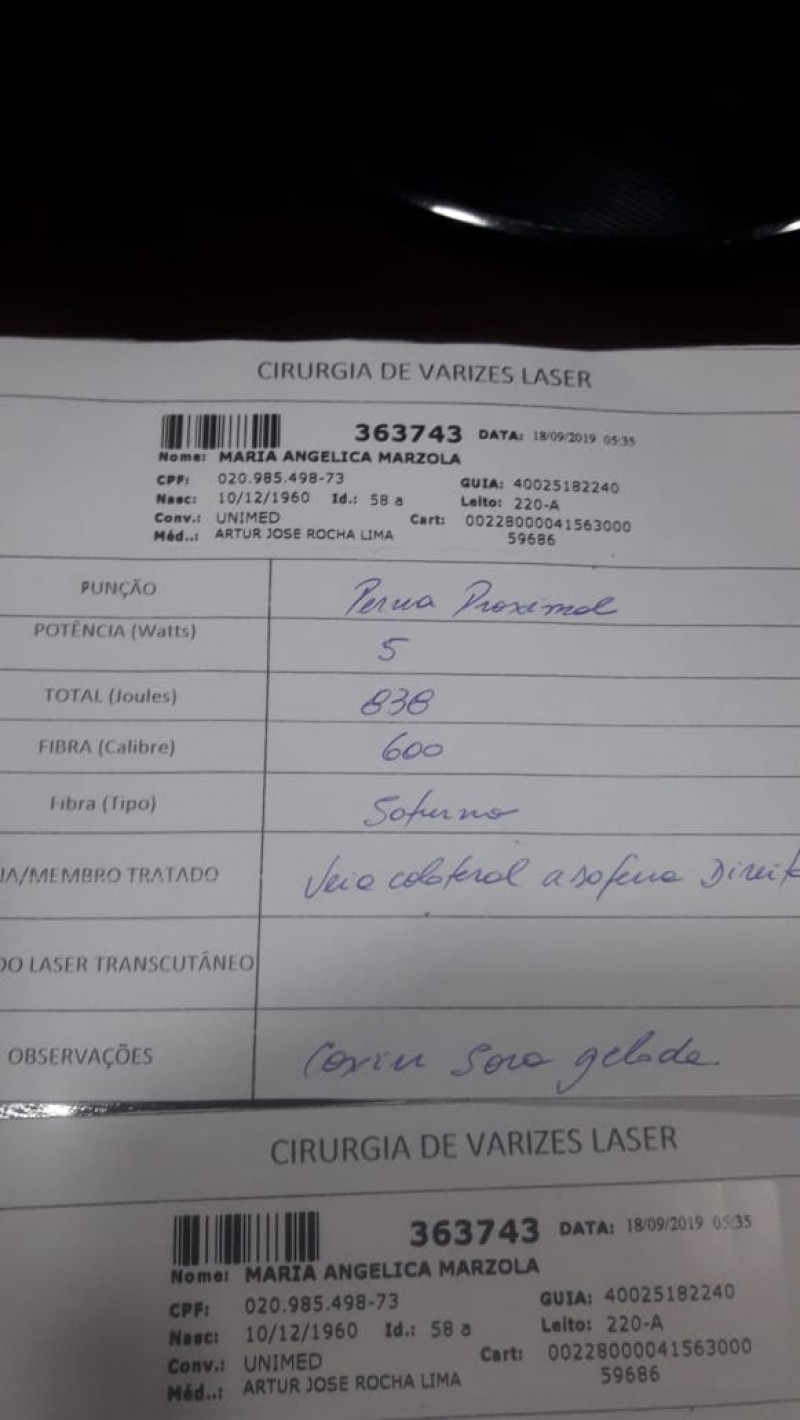 CIRURGIA DE VARIZES LASER
363743 DATA: 18/09/2019 05:35
Nome: MARIA ANGELICA MARZOLA
CPF: 020.985.498-73 GUIA: 40025182240
Nasc: 10/12/1960 Id.: 58 a Leito: 220-A
Conv.: UNIMED Cart: 00228000041563000
Méd..: ARTUR JOSE ROCHA LIMA 59686
PUNÇÃO Perna Proximal
POTÊNCIA (Watts) 5
TOTAL (Joules) 838
FIBRA (Calibre) 600
Fibra (Tipo)
IA/MEMBRO TRATADO Veia colateral a safena Direita
DO LASER TRANSCUTÂNEO
OBSERVAÇÕES Soro gelado
CIRURGIA DE VARIZES LASER
363743 DATA: 18/09/2019 05:35
Nome: MARIA ANGELICA MARZOLA
CPF: 020.985.498-73 GUIA: 40025182240
Nasc: 10/12/1960 Id.: 58 a Leito: 220-A
Conv.: UNIMED Cart: 00228000041563000
Méd..: ARTUR JOSE ROCHA LIMA 59686